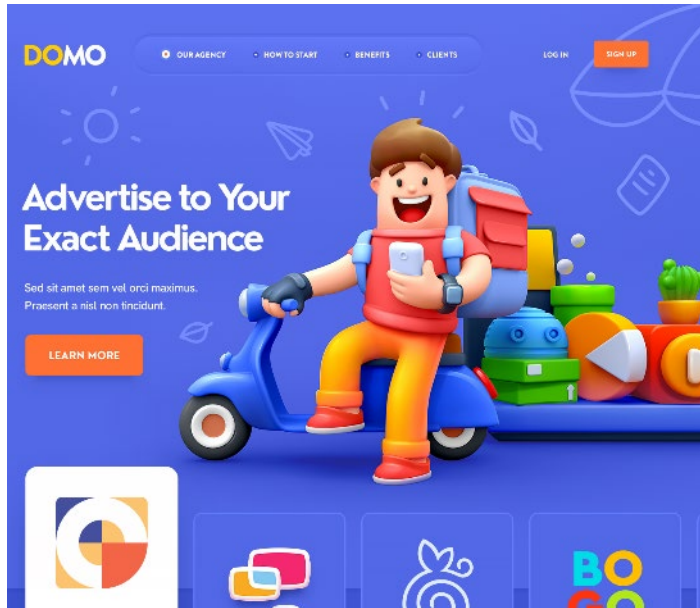 DOMO
OUR AGENCY
HOW TO START
BENEFITS
CLIENTS
LOG IN
SIGN UP
Advertise to Your
Exact Audience
Sed sit amet sem vel orci maximus.
Praesent a nisl non tincidunt.
LEARN MORE
BO
GO